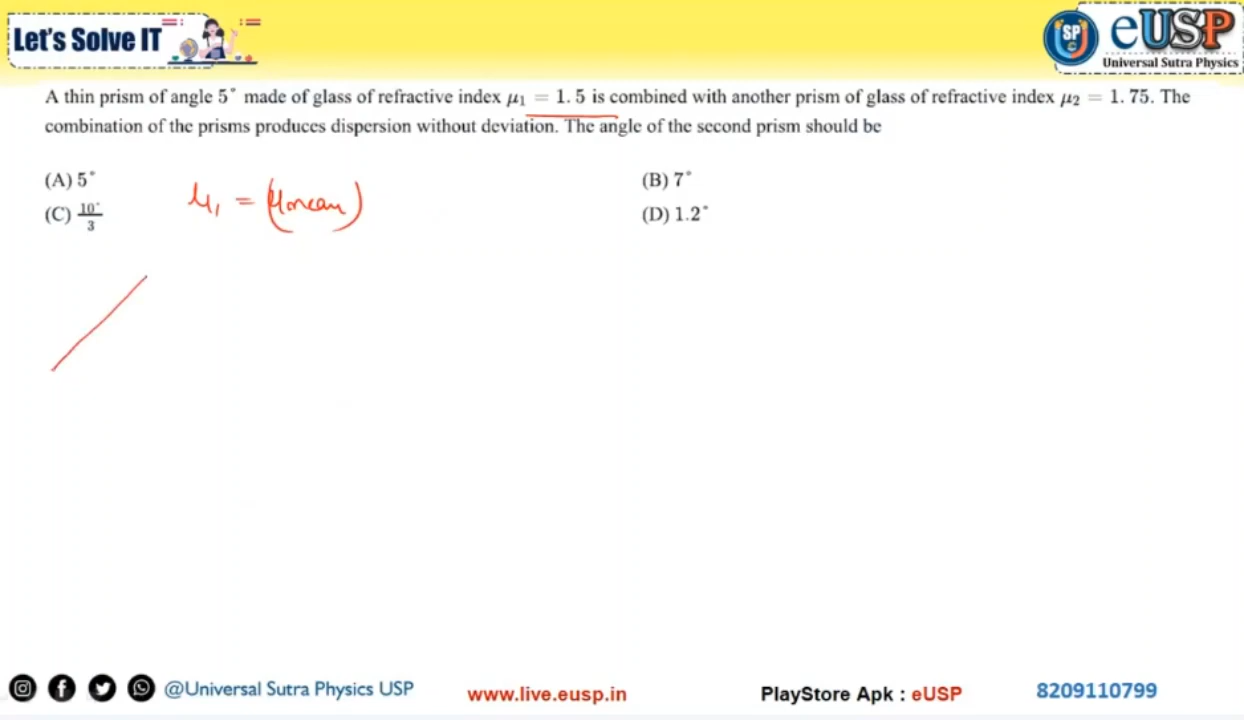 Let's Solve IT
SP
eUSP
Universal Sutra Physics
A thin prism of angle 5° made of glass of refractive index μ₁ = 1. 5 is combined with another prism of glass of refractive index μ₂ = 1. 75. The
combination of the prisms produces dispersion without deviation. The angle of the second prism should be
(A) 5°
(B) 7°
(C) 10°/3
(D) 1.2°
μ₁ = (μmean)
@Universal Sutra Physics USP
www.live.eusp.in
PlayStore Apk : eUSP
8209110799